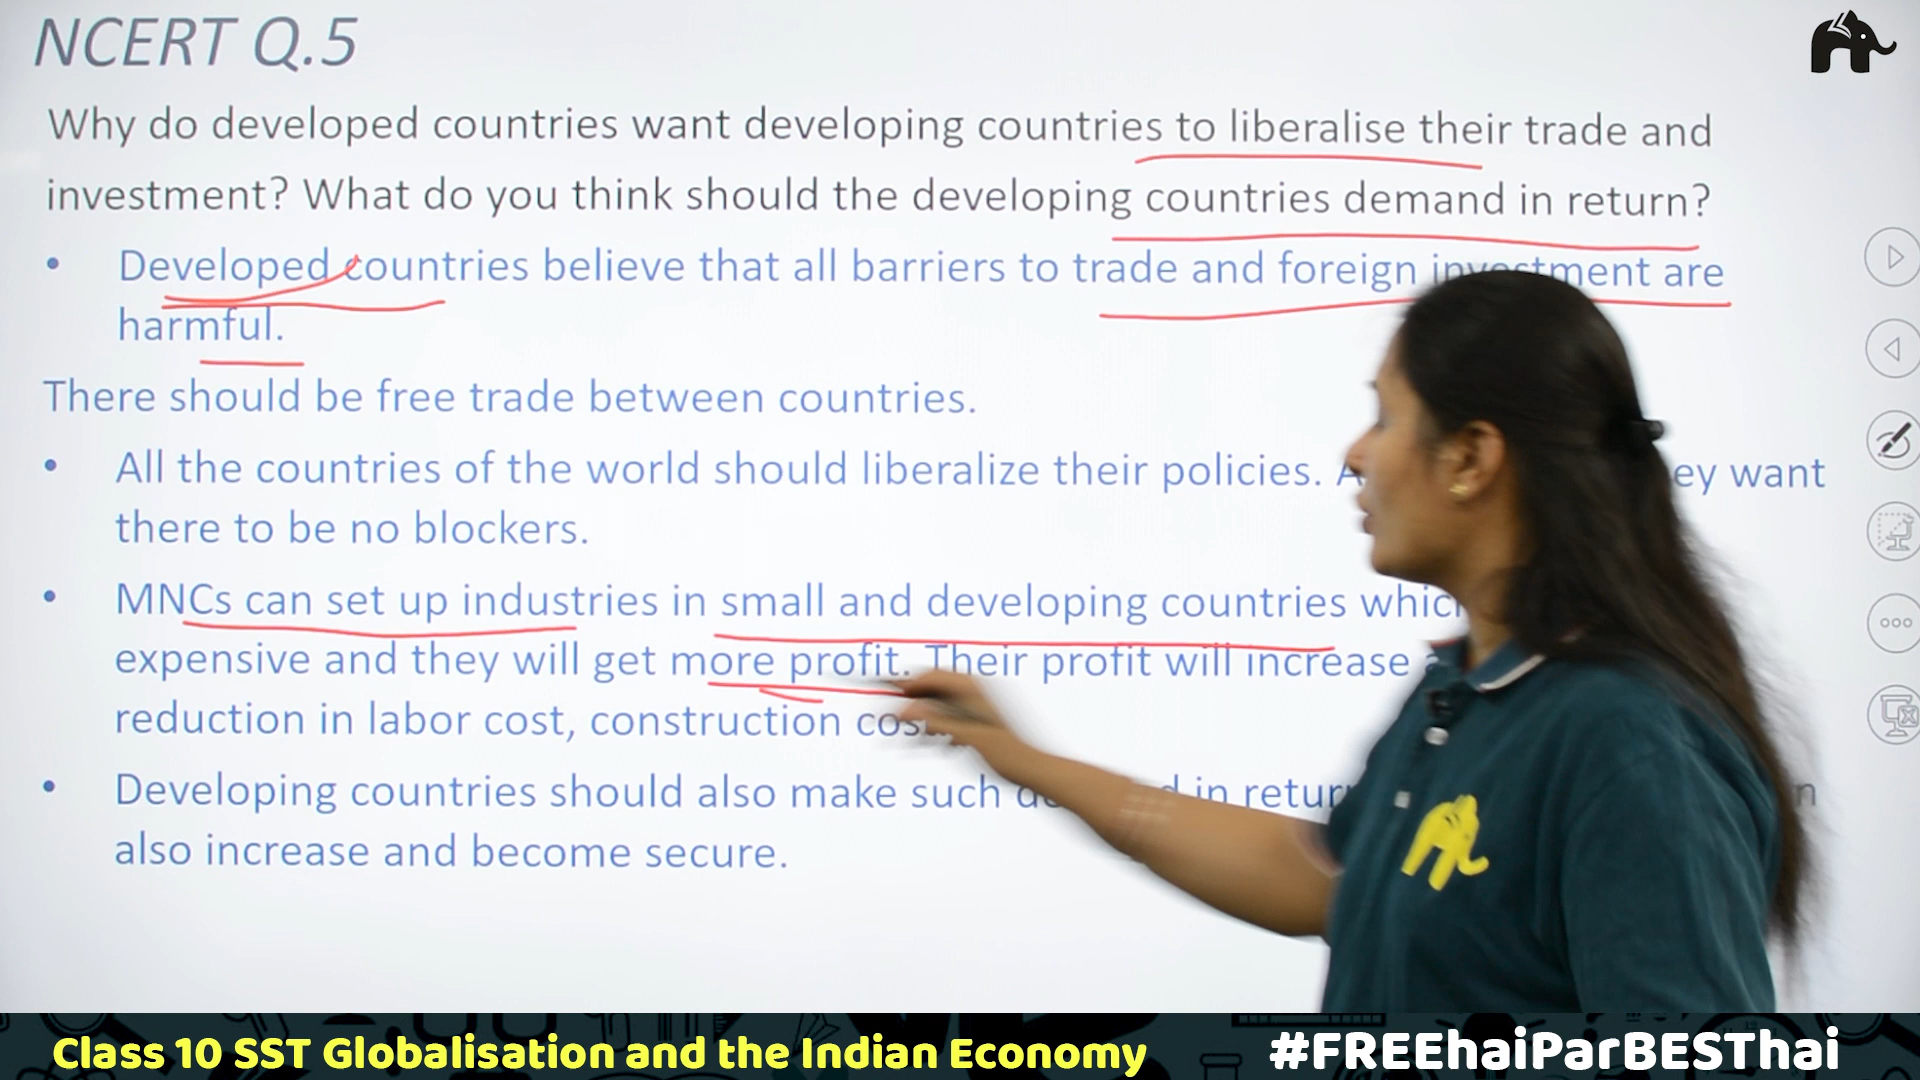 NCERT Q.5
Why do developed countries want developing countries to liberalise their trade and
investment? What do you think should the developing countries demand in return?
• Developed countries believe that all barriers to trade and foreign investment are
harmful.
There should be free trade between countries.
• All the countries of the world should liberalize their policies. want
there to be no blockers.
• MNCs can set up industries in small and developing countries
expensive and they will get more profit. Their profit will increase
reduction in labor cost, construction
• Developing countries should also make such in
also increase and become secure.
Class 10 SST Globalisation and the Indian Economy
#FREEhaiParBESThai